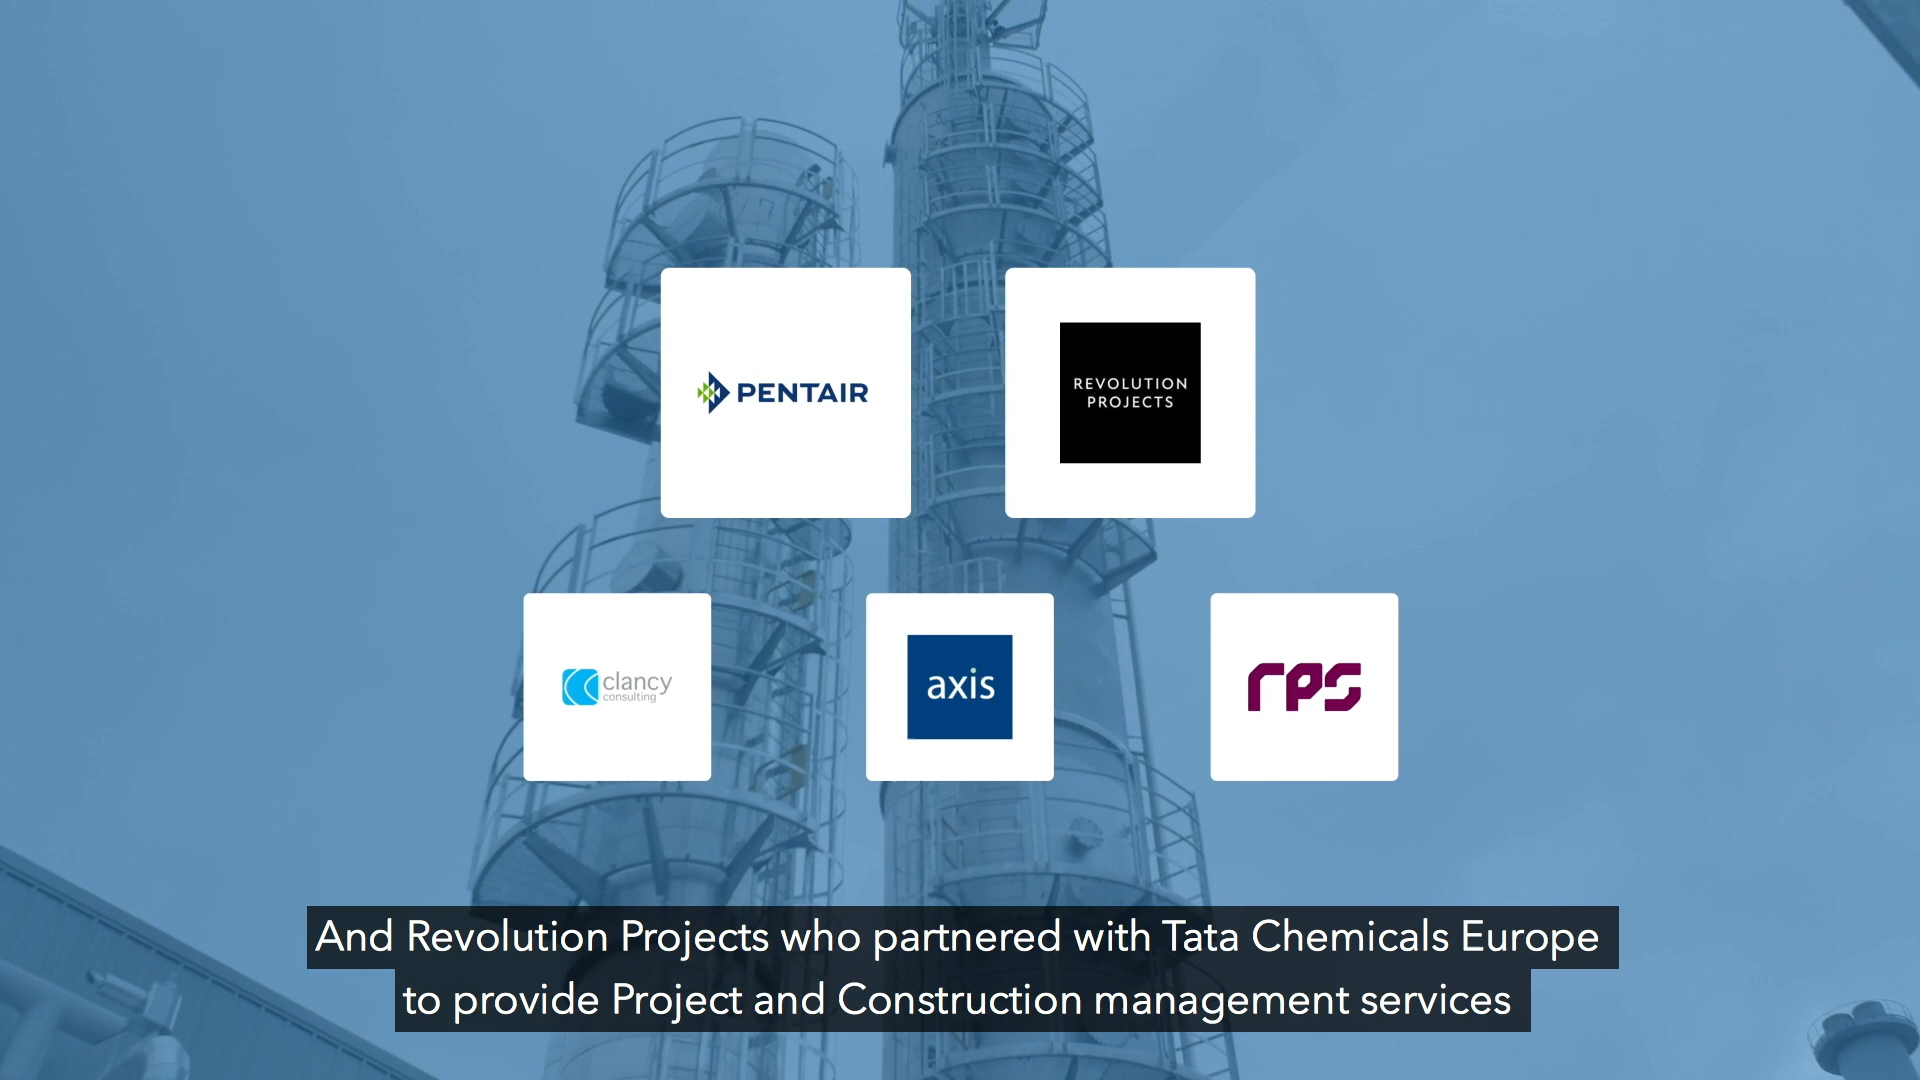 PENTAIR
REVOLUTION
PROJECTS
clancy
consulting
axis
rps
And Revolution Projects who partnered with Tata Chemicals Europe
to provide Project and Construction management services